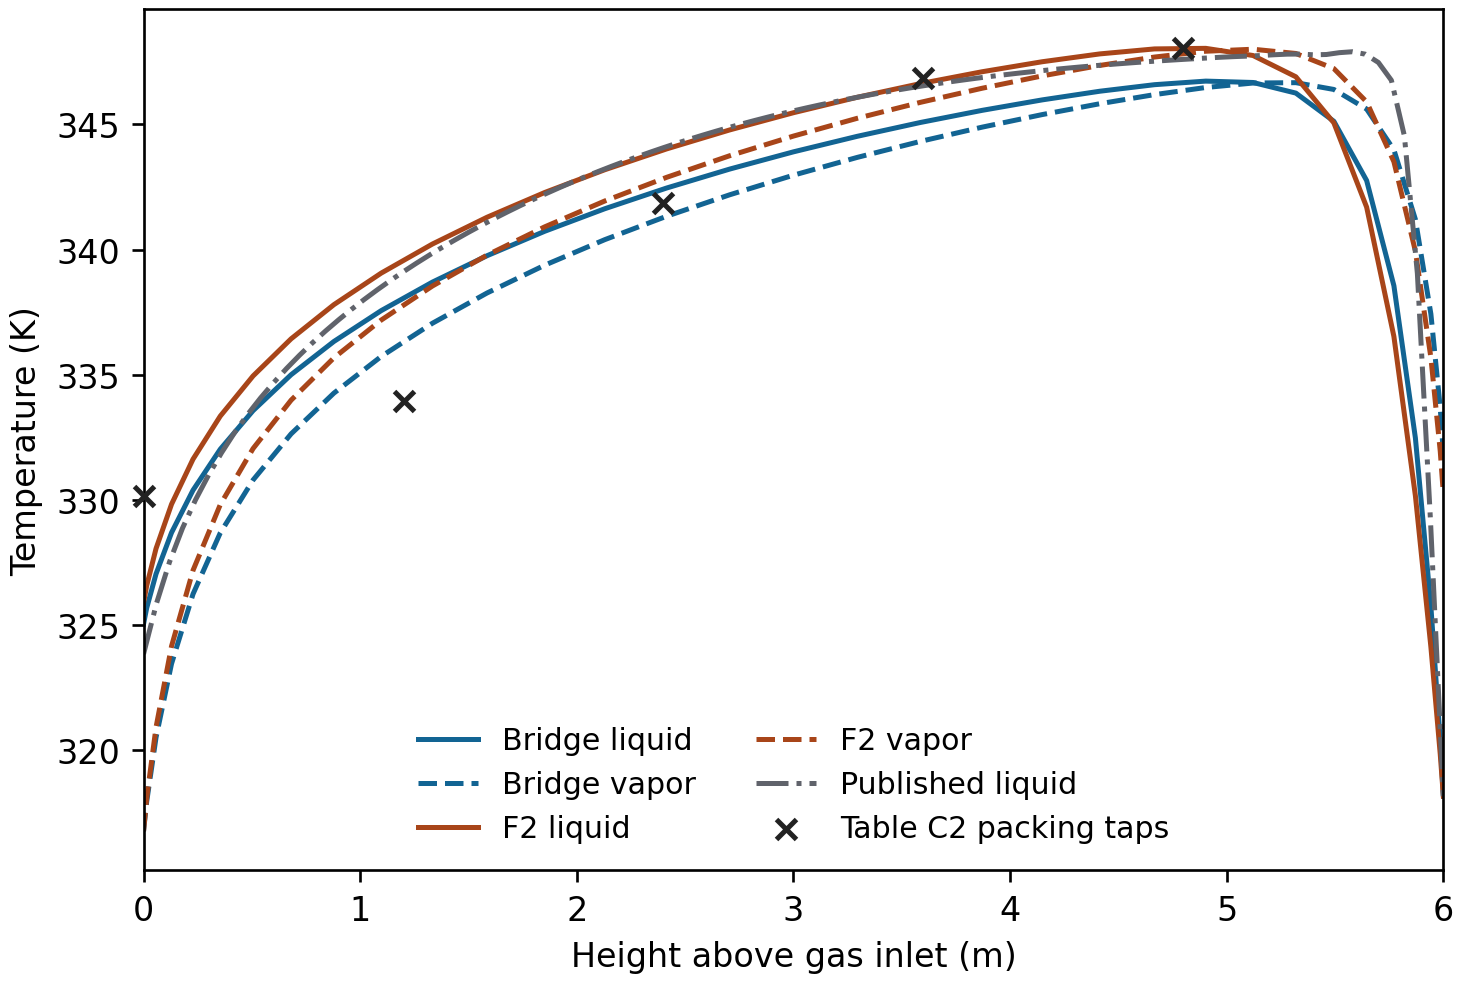 Temperature (K)
345
340
335
330
325
320
Bridge liquid
Bridge vapor
F2 liquid
F2 vapor
Published liquid
Table C2 packing taps
0 1 2 3 4 5 6
Height above gas inlet (m)